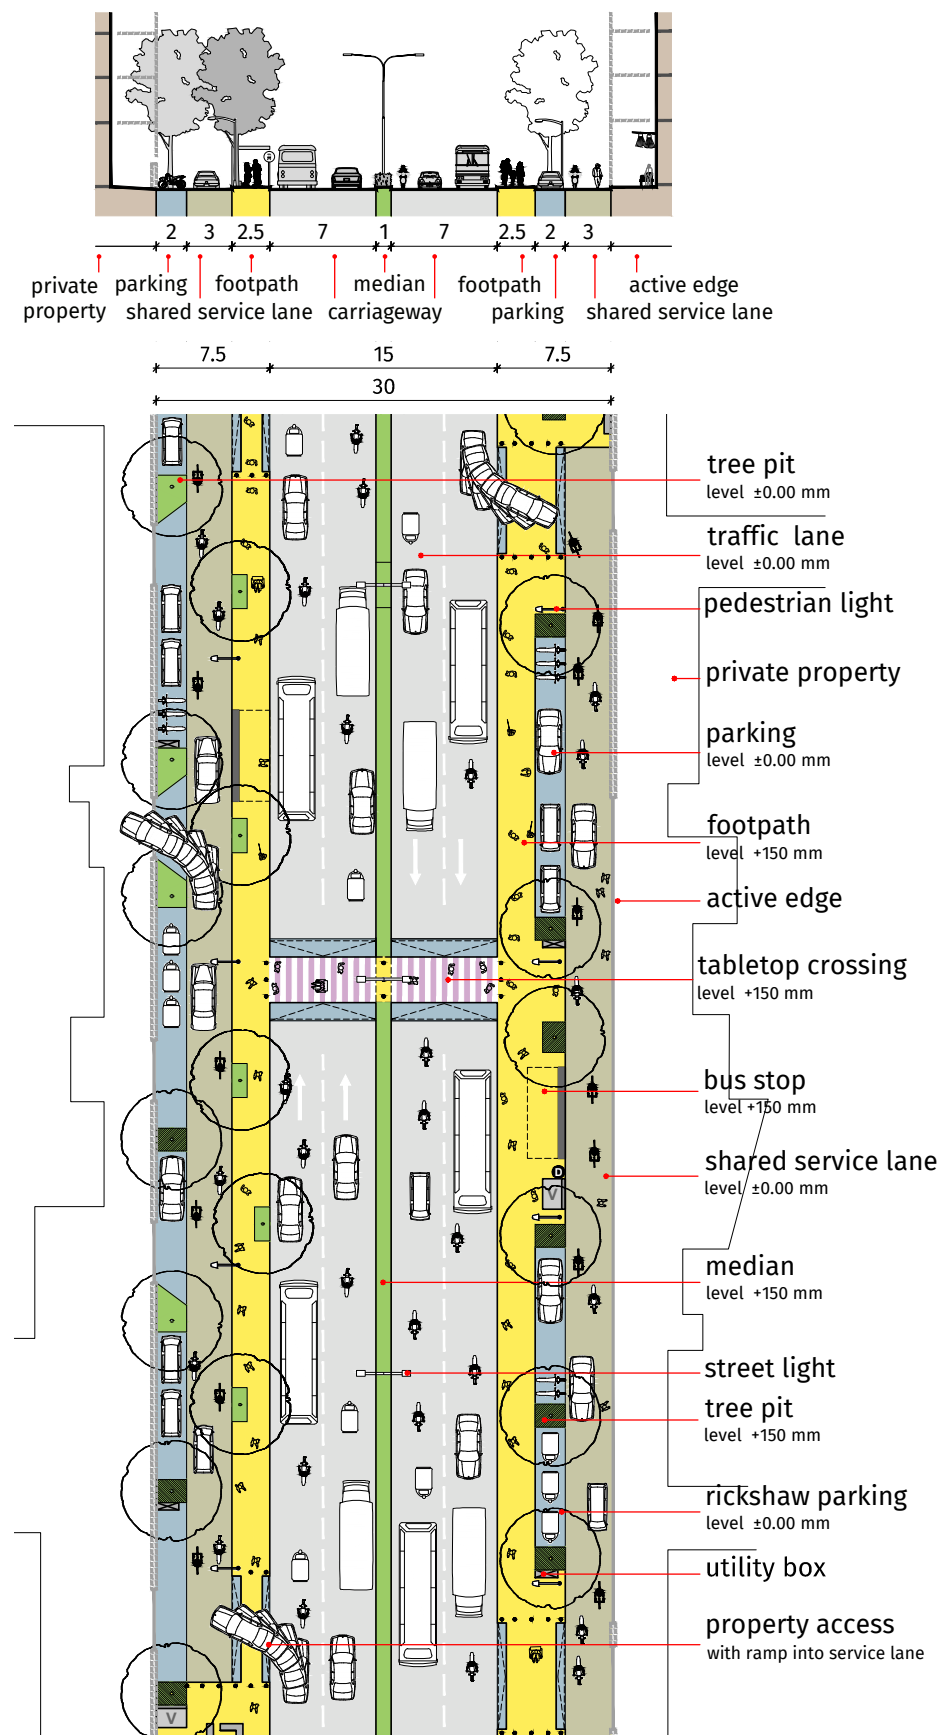 2 3 2.5 7 1 7 2.5 2 3
private parking footpath median footpath active edge
property shared service lane carriageway parking shared service lane
7.5 15 7.5
30
tree pit
level ±0.00 mm
traffic lane
level ±0.00 mm
pedestrian light
private property
parking
level ±0.00 mm
footpath
level +150 mm
active edge
tabletop crossing
level +150 mm
bus stop
level +150 mm
D
V
shared service lane
level ±0.00 mm
median
level +150 mm
street light
tree pit
level +150 mm
rickshaw parking
level ±0.00 mm
utility box
property access
with ramp into service lane
V